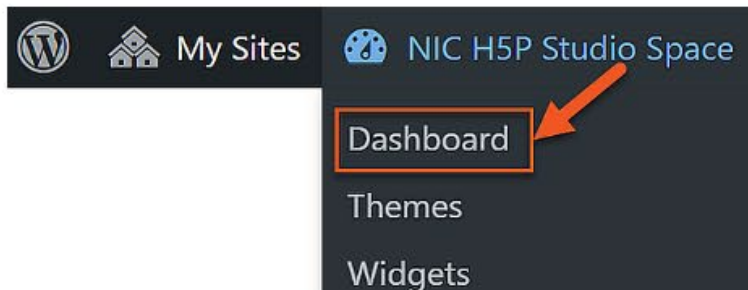 My Sites NIC H5P Studio Space
Dashboard
Themes
Widgets